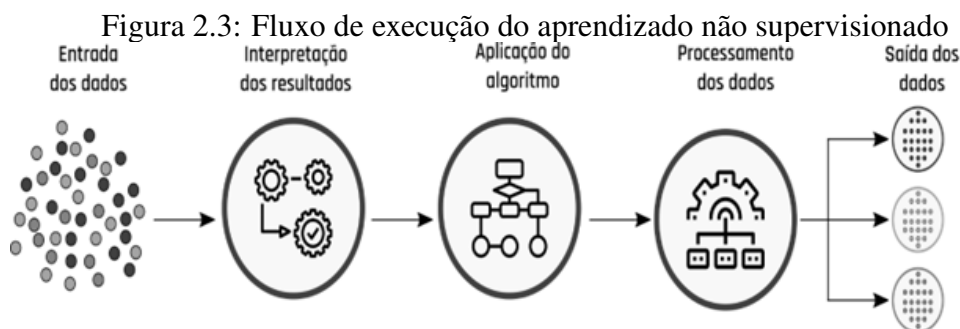 Figura 2.3: Fluxo de execução do aprendizado não supervisionado
Entrada
dos dados
Interpretação
dos resultados
Aplicação do
algoritmo
Processamento
dos dados
Saída dos
dados